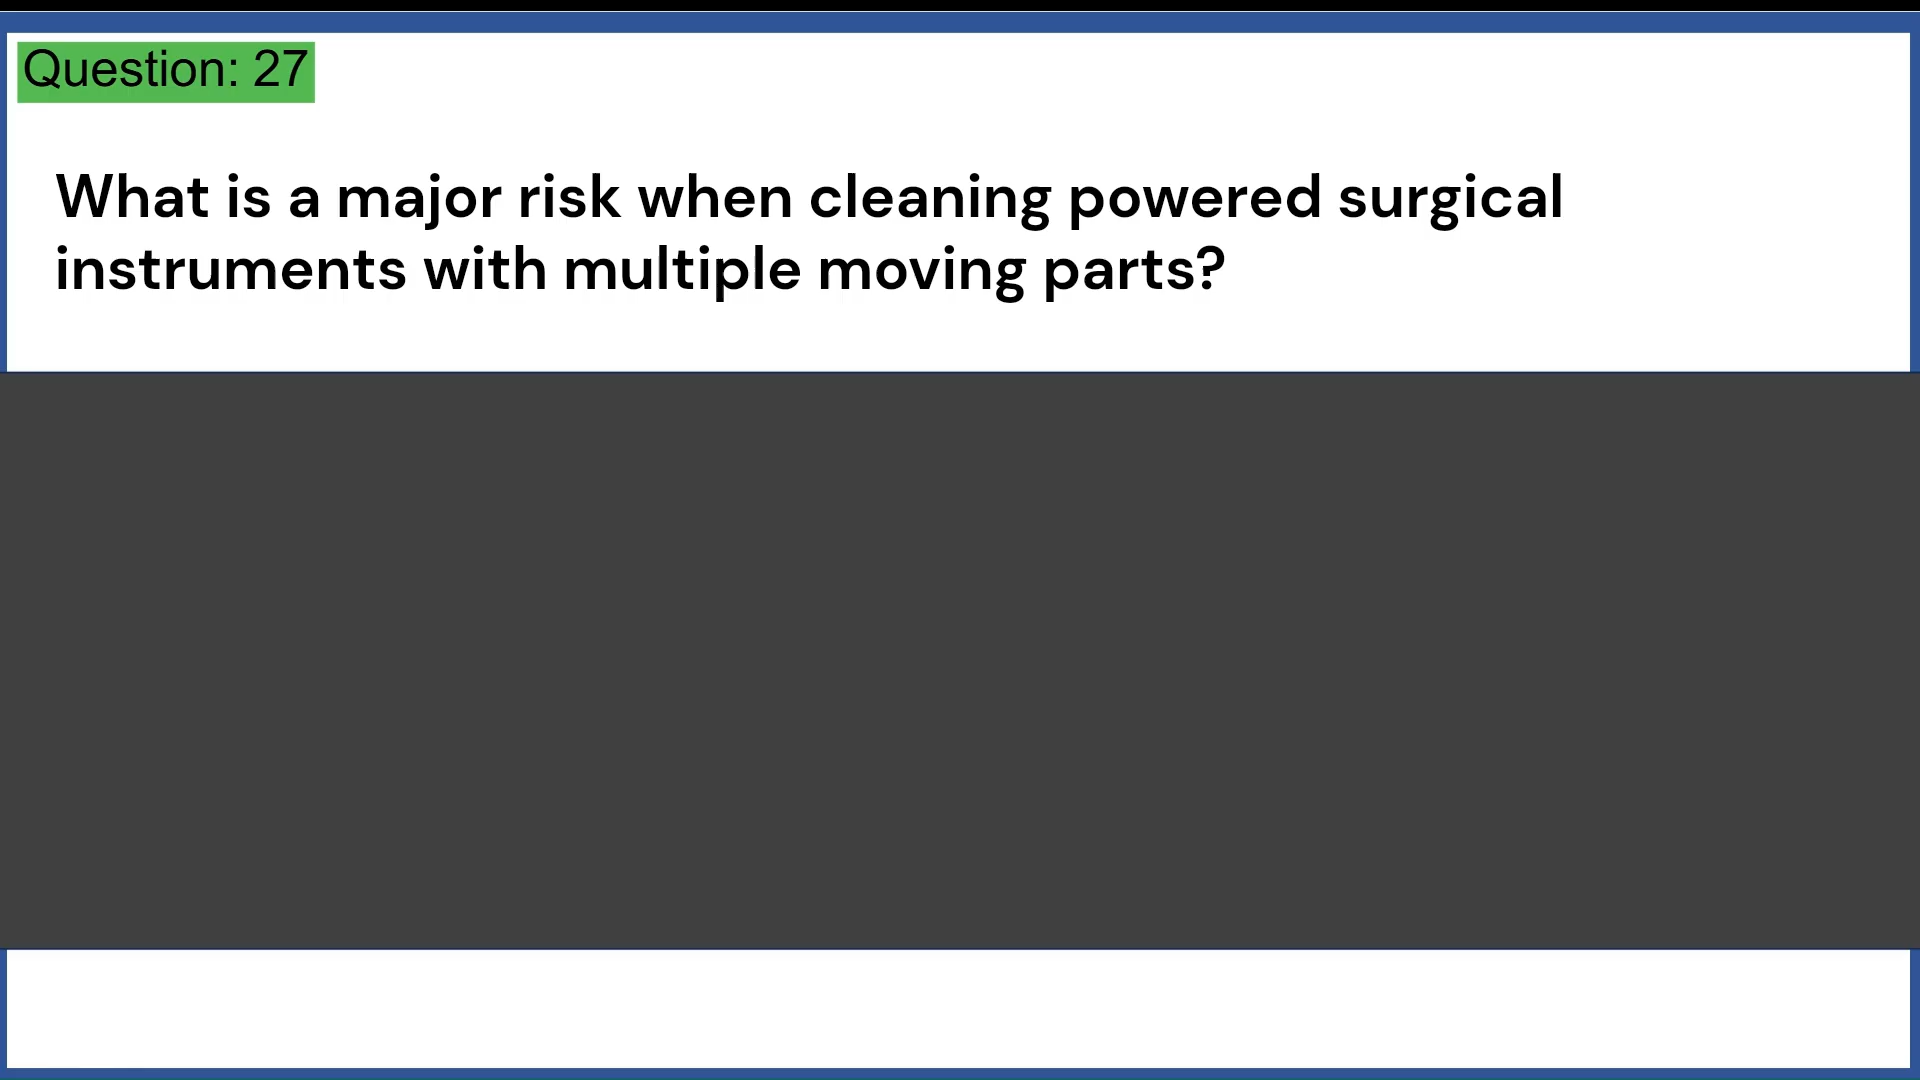 Question: 27
What is a major risk when cleaning powered surgical
instruments with multiple moving parts?